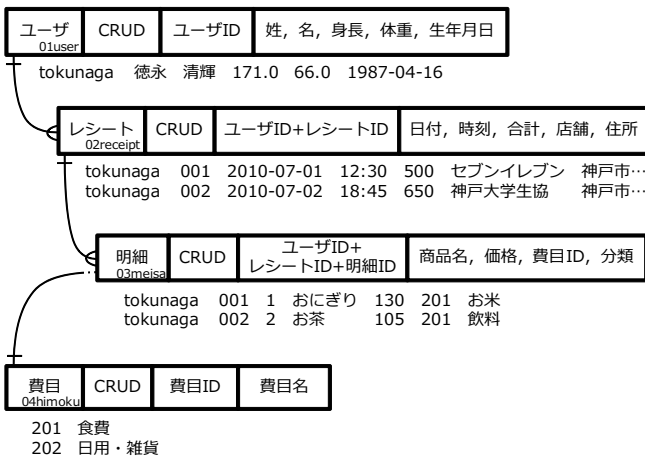 ユーザ CRUD ユーザID 姓, 名, 身長, 体重, 生年月日
01user
tokunaga 徳永 清輝 171.0 66.0 1987-04-16
レシート CRUD ユーザID+レシートID 日付, 時刻, 合計, 店舗, 住所
02receipt
tokunaga 001 2010-07-01 12:30 500 セブンイレブン 神戸市…
tokunaga 002 2010-07-02 18:45 650 神戸大学生協 神戸市…
明細 CRUD ユーザID+
レシートID+明細ID 商品名, 価格, 費目ID, 分類
03meisa
tokunaga 001 1 おにぎり 130 201 お米
tokunaga 002 2 お茶 105 201 飲料
費目 CRUD 費目ID 費目名
04himoku
201 食費
202 日用・雑貨